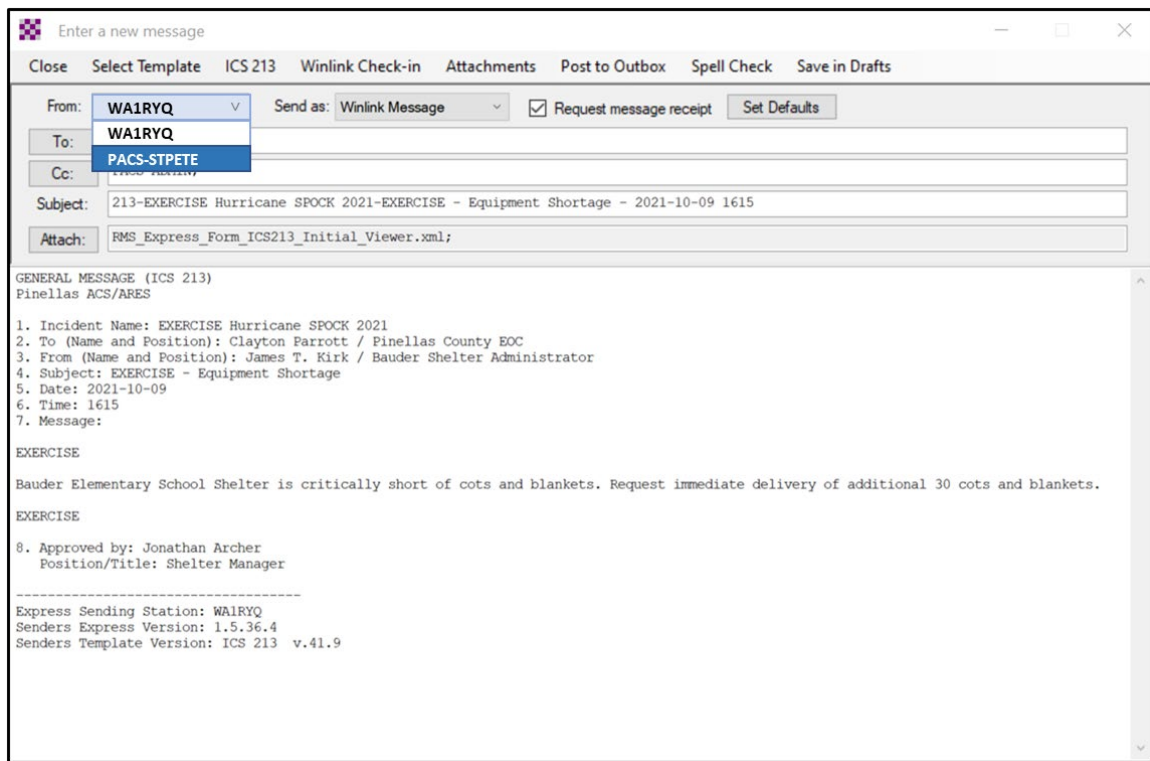 Enter a new message
Close Select Template ICS 213 Winlink Check-in Attachments Post to Outbox Spell Check Save in Drafts
From: WA1RYQ Send as: Winlink Message Request message receipt Set Defaults
WA1RYQ
To:
PACS-STPETE
Cc:
Subject: 213-EXERCISE Hurricane SPOCK 2021-EXERCISE - Equipment Shortage - 2021-10-09 1615
Attach: RMS_Express_Form_ICS213_Initial_Viewer.xml;
GENERAL MESSAGE (ICS 213)
Pinellas ACS/ARES
1. Incident Name: EXERCISE Hurricane SPOCK 2021
2. To (Name and Position): Clayton Parrott / Pinellas County EOC
3. From (Name and Position): James T. Kirk / Bauder Shelter Administrator
4. Subject: EXERCISE - Equipment Shortage
5. Date: 2021-10-09
6. Time: 1615
7. Message:
EXERCISE
Bauder Elementary School Shelter is critically short of cots and blankets. Request immediate delivery of additional 30 cots and blankets.
EXERCISE
8. Approved by: Jonathan Archer
Position/Title: Shelter Manager
------------------------------------
Express Sending Station: WA1RYQ
Senders Express Version: 1.5.36.4
Senders Template Version: ICS 213 v.41.9